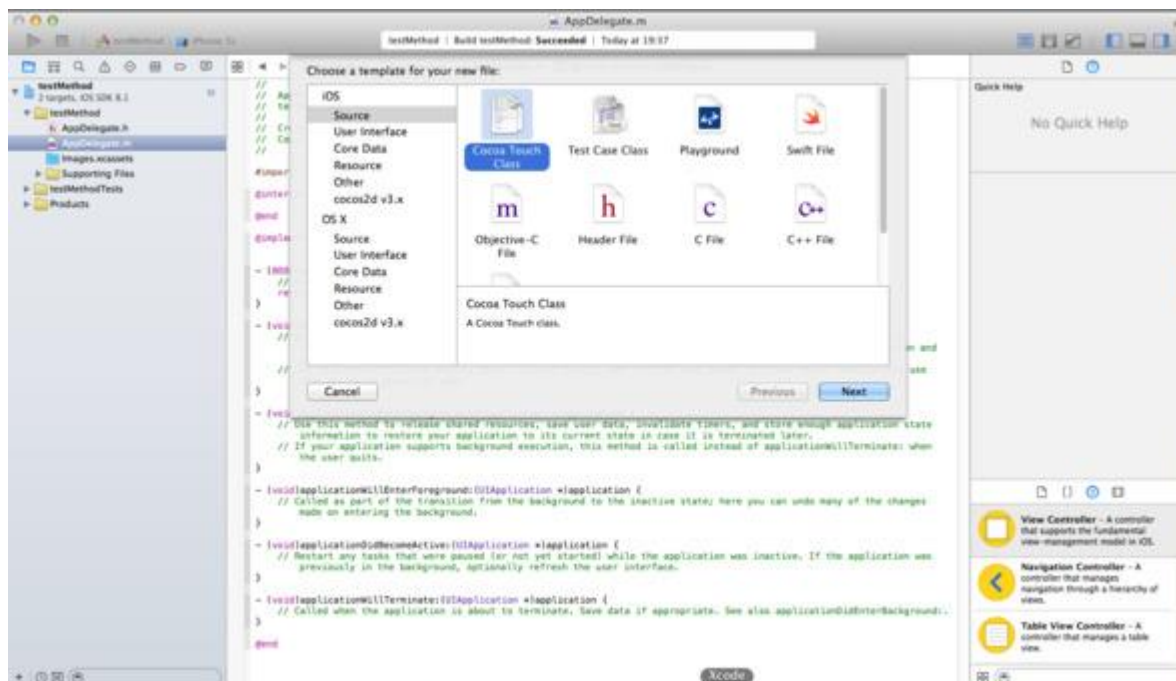 AppDelegate.m
testMethod | Build testMethod: Succeeded | Today at 19:37
testMethod
2 targets, iOS SDK 8.1
testMethod
AppDelegate.h
AppDelegate.m
Images.xcassets
Supporting Files
testMethodTests
Products
Choose a template for your new file:
iOS
Source
User Interface
Core Data
Resource
Other
cocos2d v3.x
OS X
Source
User Interface
Core Data
Resource
Other
cocos2d v3.x
Cocoa Touch Class
Test Case Class
Playground
Swift File
m
h
c
C++
Objective-C File
Header File
C File
C++ File
Cocoa Touch Class
A Cocoa Touch class.
Cancel
Previous
Next
// Use this method to release shared resources, save user data, invalidate timers, and store enough application state
information to restore your application to its current state in case it is terminated later.
// If your application supports background execution, this method is called instead of applicationWillTerminate: when
the user quits.
}
- (void)applicationWillEnterForeground:(UIApplication *)application {
// Called as part of the transition from the background to the inactive state; here you can undo many of the changes
made on entering the background.
}
- (void)applicationDidBecomeActive:(UIApplication *)application {
// Restart any tasks that were paused (or not yet started) while the application was inactive. If the application was
previously in the background, optionally refresh the user interface.
}
- (void)applicationWillTerminate:(UIApplication *)application {
// Called when the application is about to terminate. Save data if appropriate. See also applicationDidEnterBackground:.
}
@end
Quick Help
No Quick Help
View Controller - A controller
that supports the fundamental
view-management model in iOS.
Navigation Controller - A
controller that manages
navigation through a hierarchy of
views.
Table View Controller - A
controller that manages a table
view.
Xcode